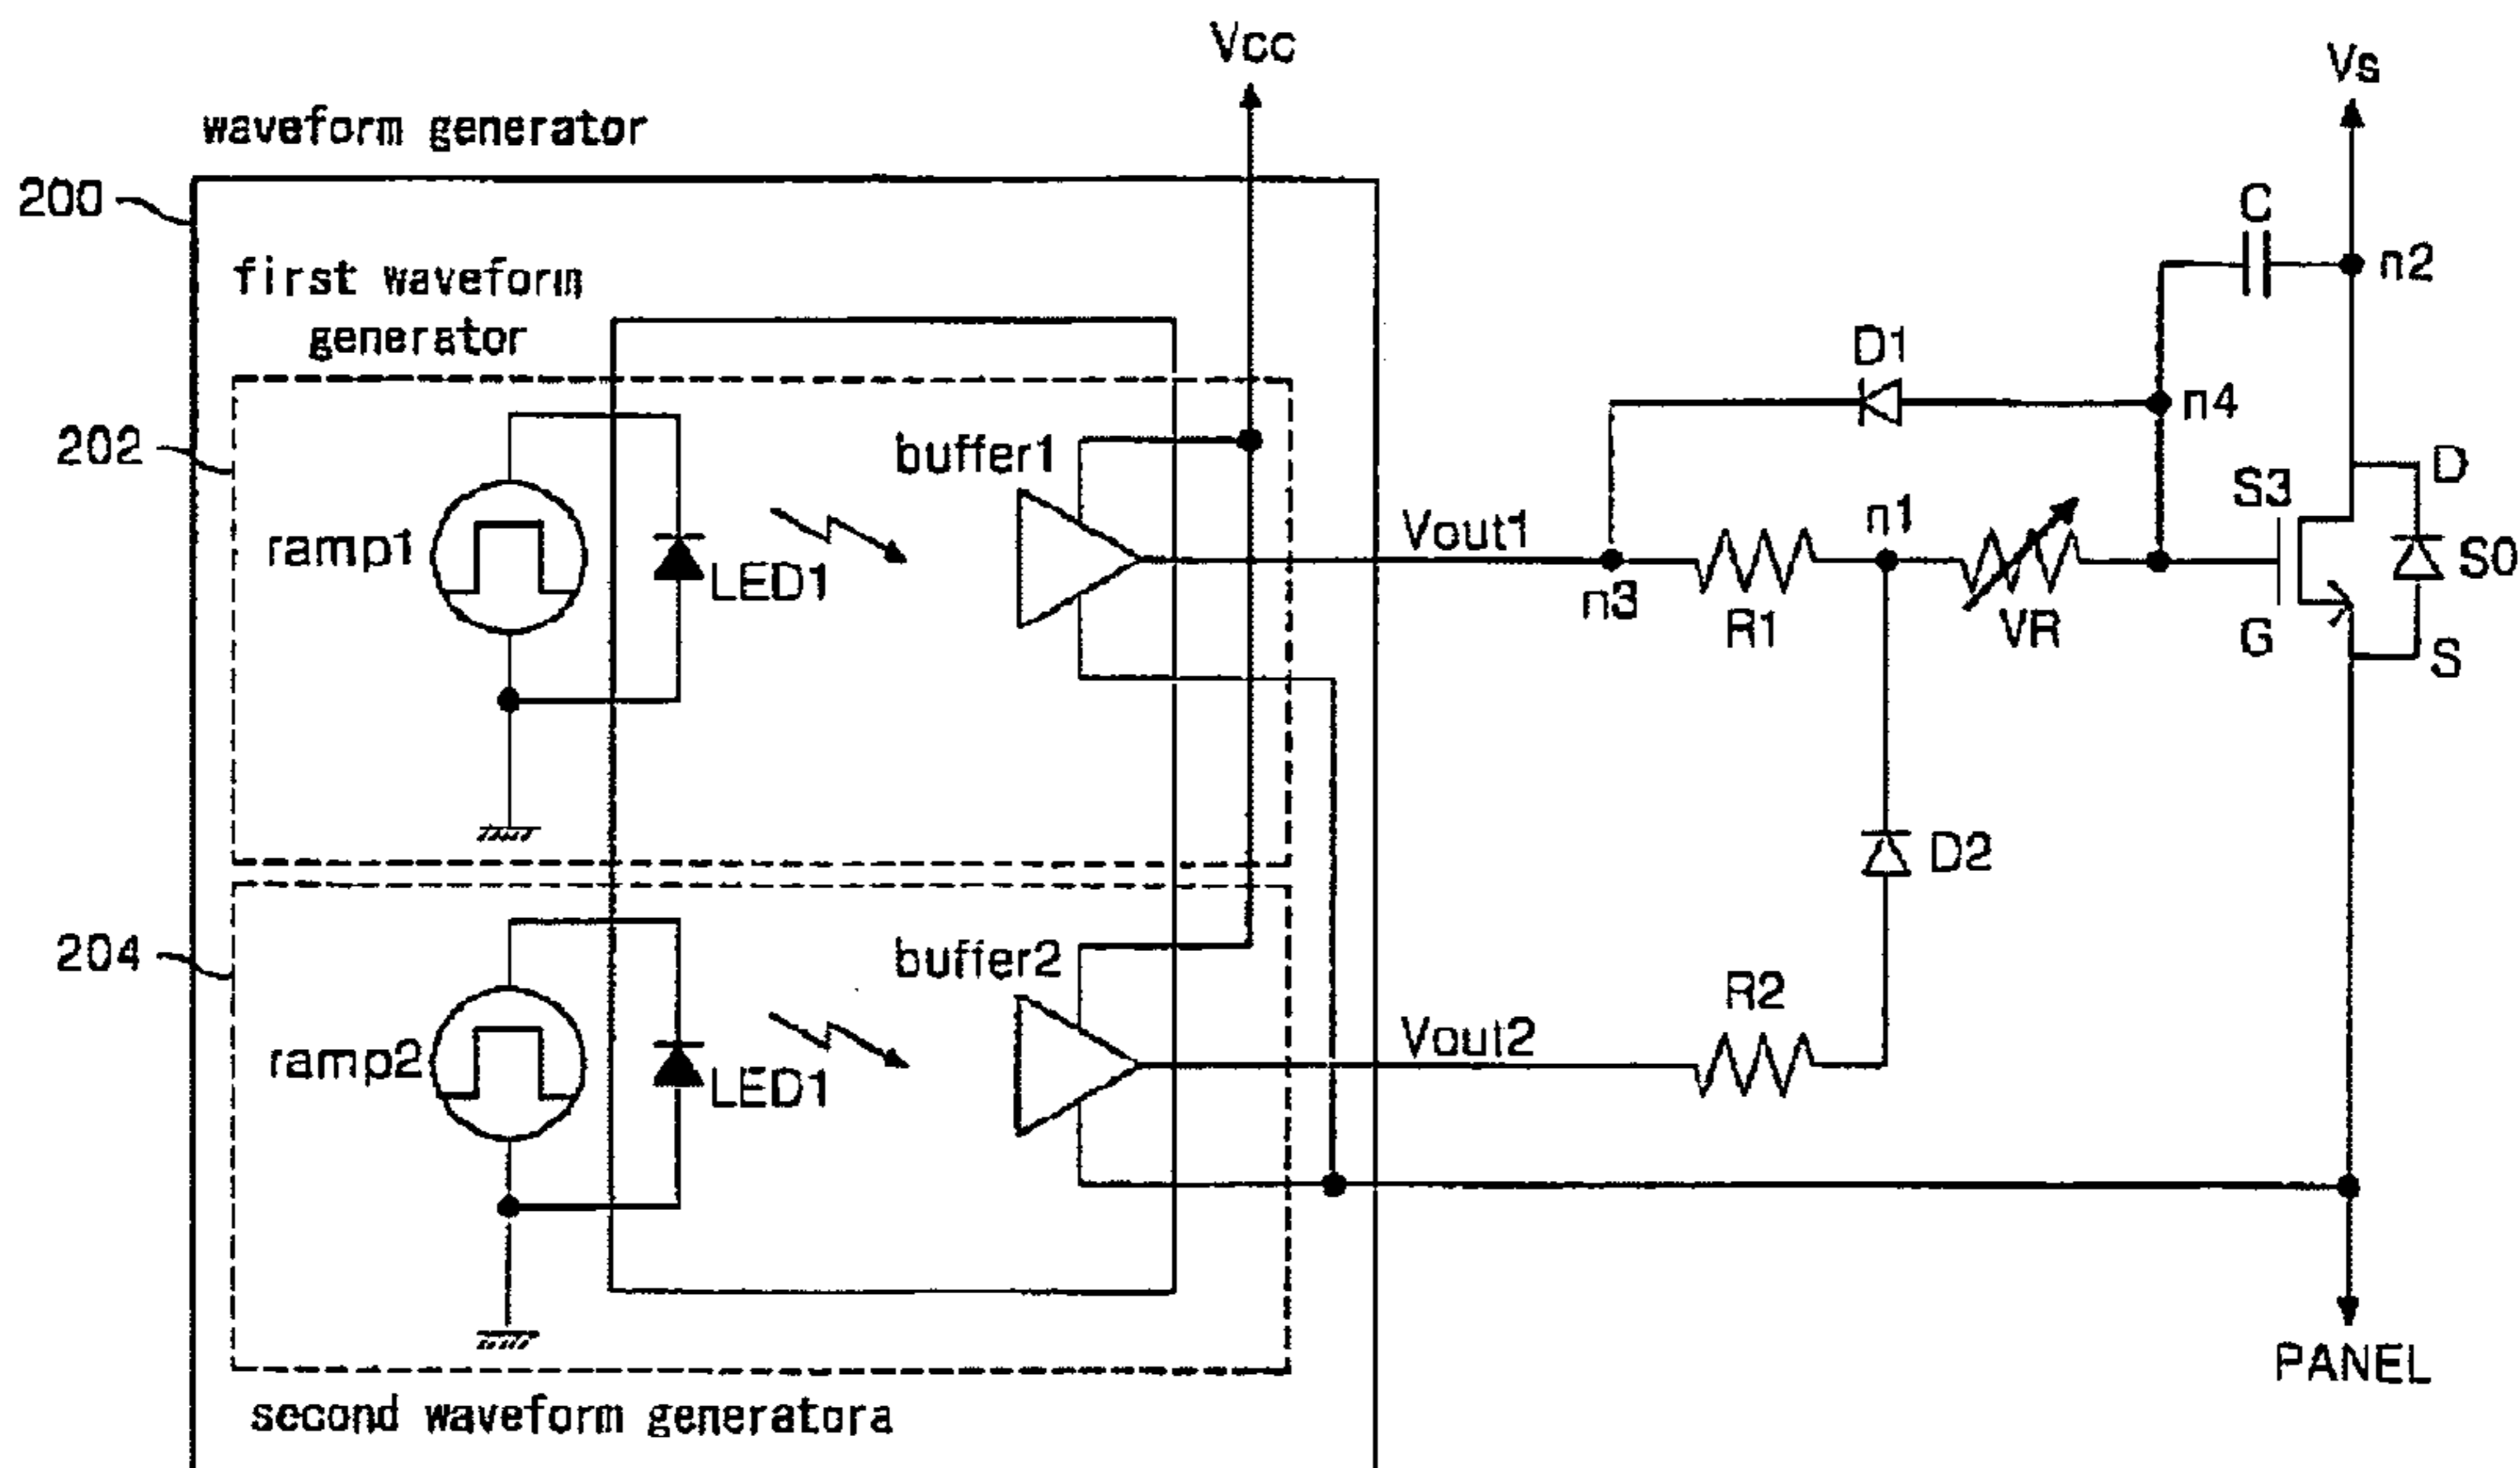 Vcc
Vs
waveform generator
200
C
n2
first waveform
generator
D1
n4
202
buffer1
D
S3
ramp1
LED1
Vout1
n1
S0
n3
R1
VR
G
S
204
buffer2
D2
R2
ramp2
LED1
Vout2
PANEL
second waveform generatora